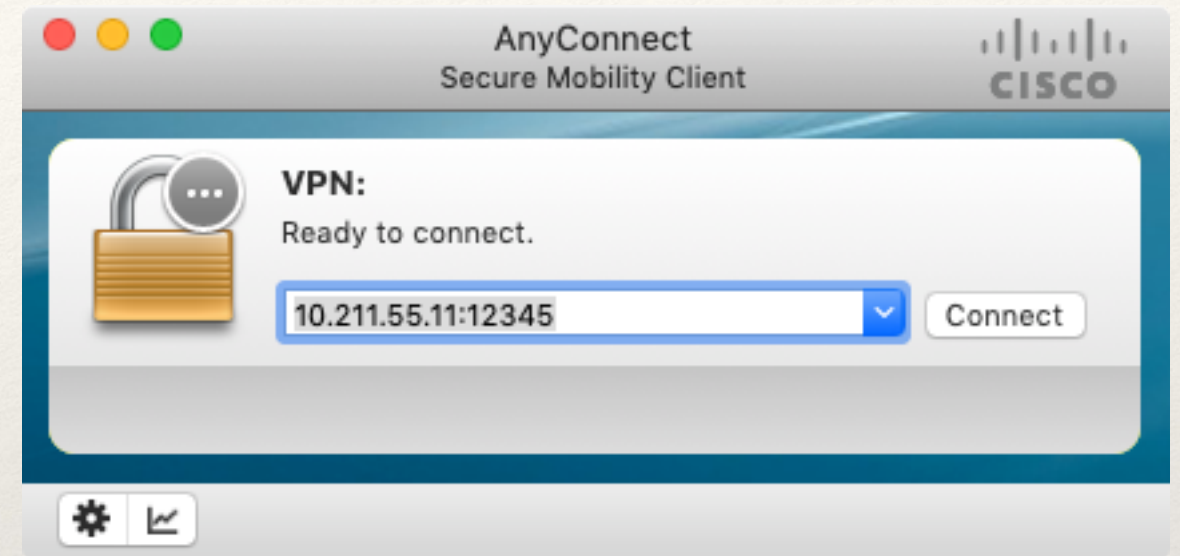 AnyConnect
Secure Mobility Client
CISCO
VPN:
Ready to connect.
10.211.55.11:12345
Connect